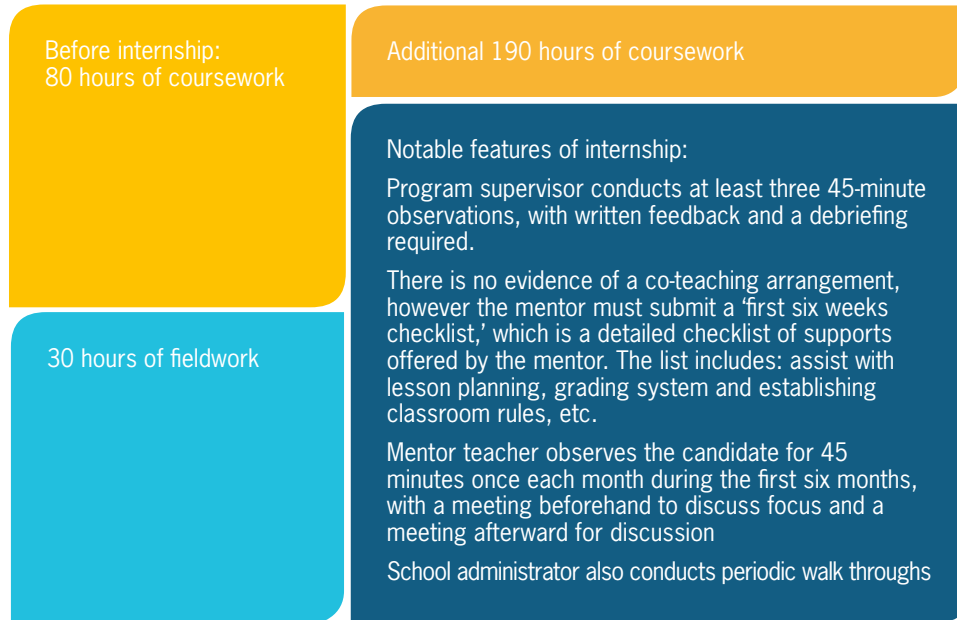 Before internship:
80 hours of coursework
30 hours of fieldwork
Additional 190 hours of coursework
Notable features of internship:
Program supervisor conducts at least three 45-minute
observations, with written feedback and a debriefing
required.
There is no evidence of a co-teaching arrangement,
however the mentor must submit a ‘first six weeks
checklist,’ which is a detailed checklist of supports
offered by the mentor. The list includes: assist with
lesson planning, grading system and establishing
classroom rules, etc.
Mentor teacher observes the candidate for 45
minutes once each month during the first six months,
with a meeting beforehand to discuss focus and a
meeting afterward for discussion
School administrator also conducts periodic walk throughs